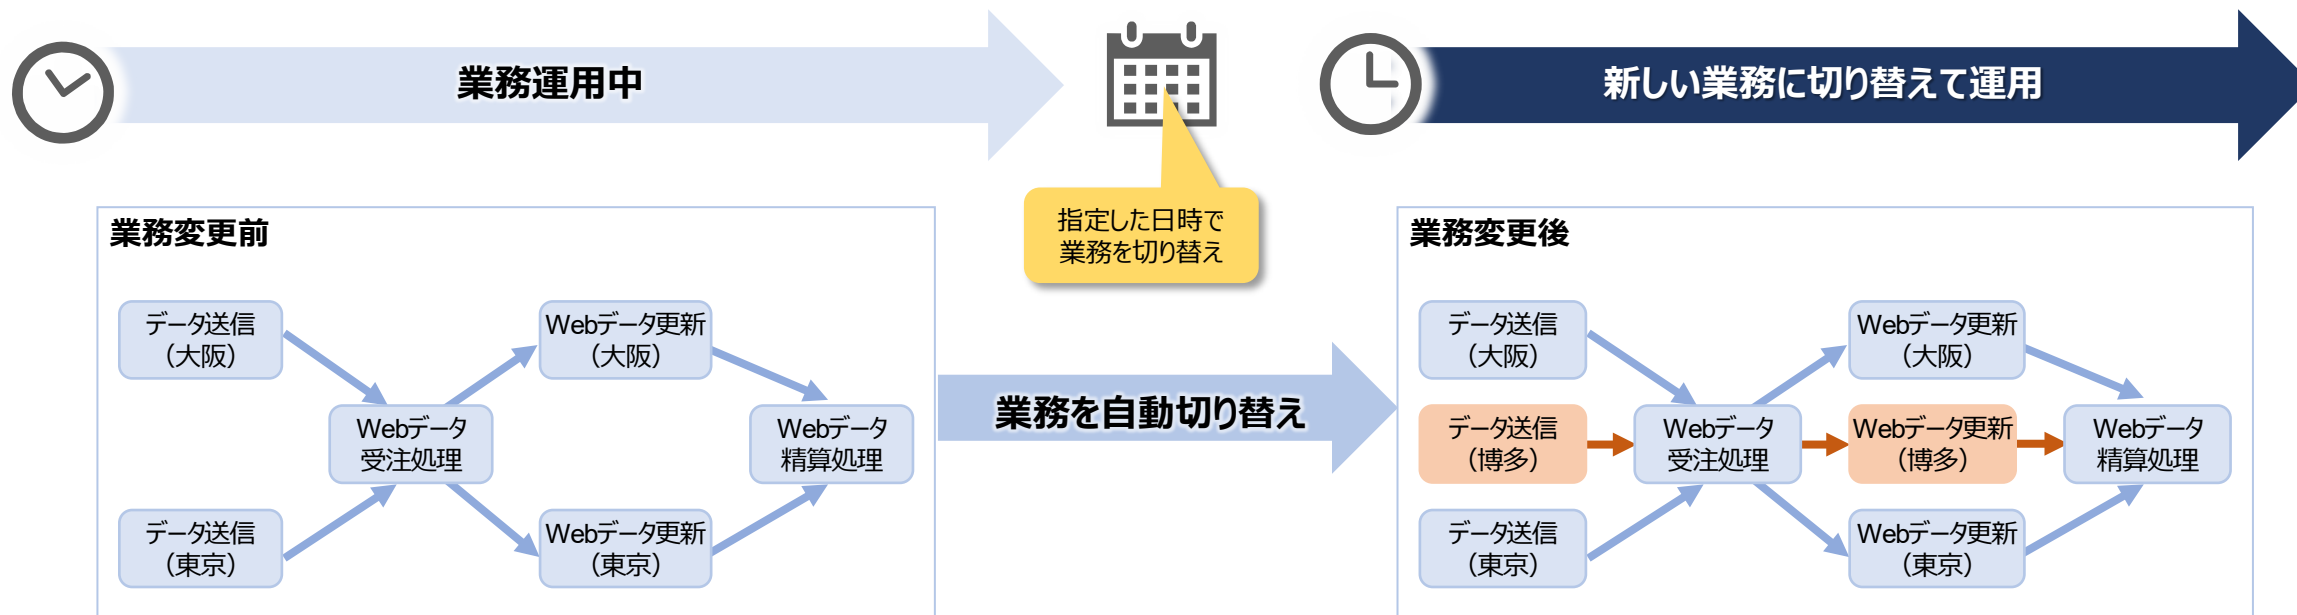 業務運用中
新しい業務に切り替えて運用
指定した日時で
業務を切り替え
業務変更前
データ送信
（大阪）
Webデータ更新
（大阪）
Webデータ
受注処理
Webデータ
精算処理
データ送信
（東京）
Webデータ更新
（東京）
業務を自動切り替え
業務変更後
データ送信
（大阪）
Webデータ更新
（大阪）
データ送信
（博多）
Webデータ
受注処理
Webデータ更新
（博多）
Webデータ
精算処理
データ送信
（東京）
Webデータ更新
（東京）